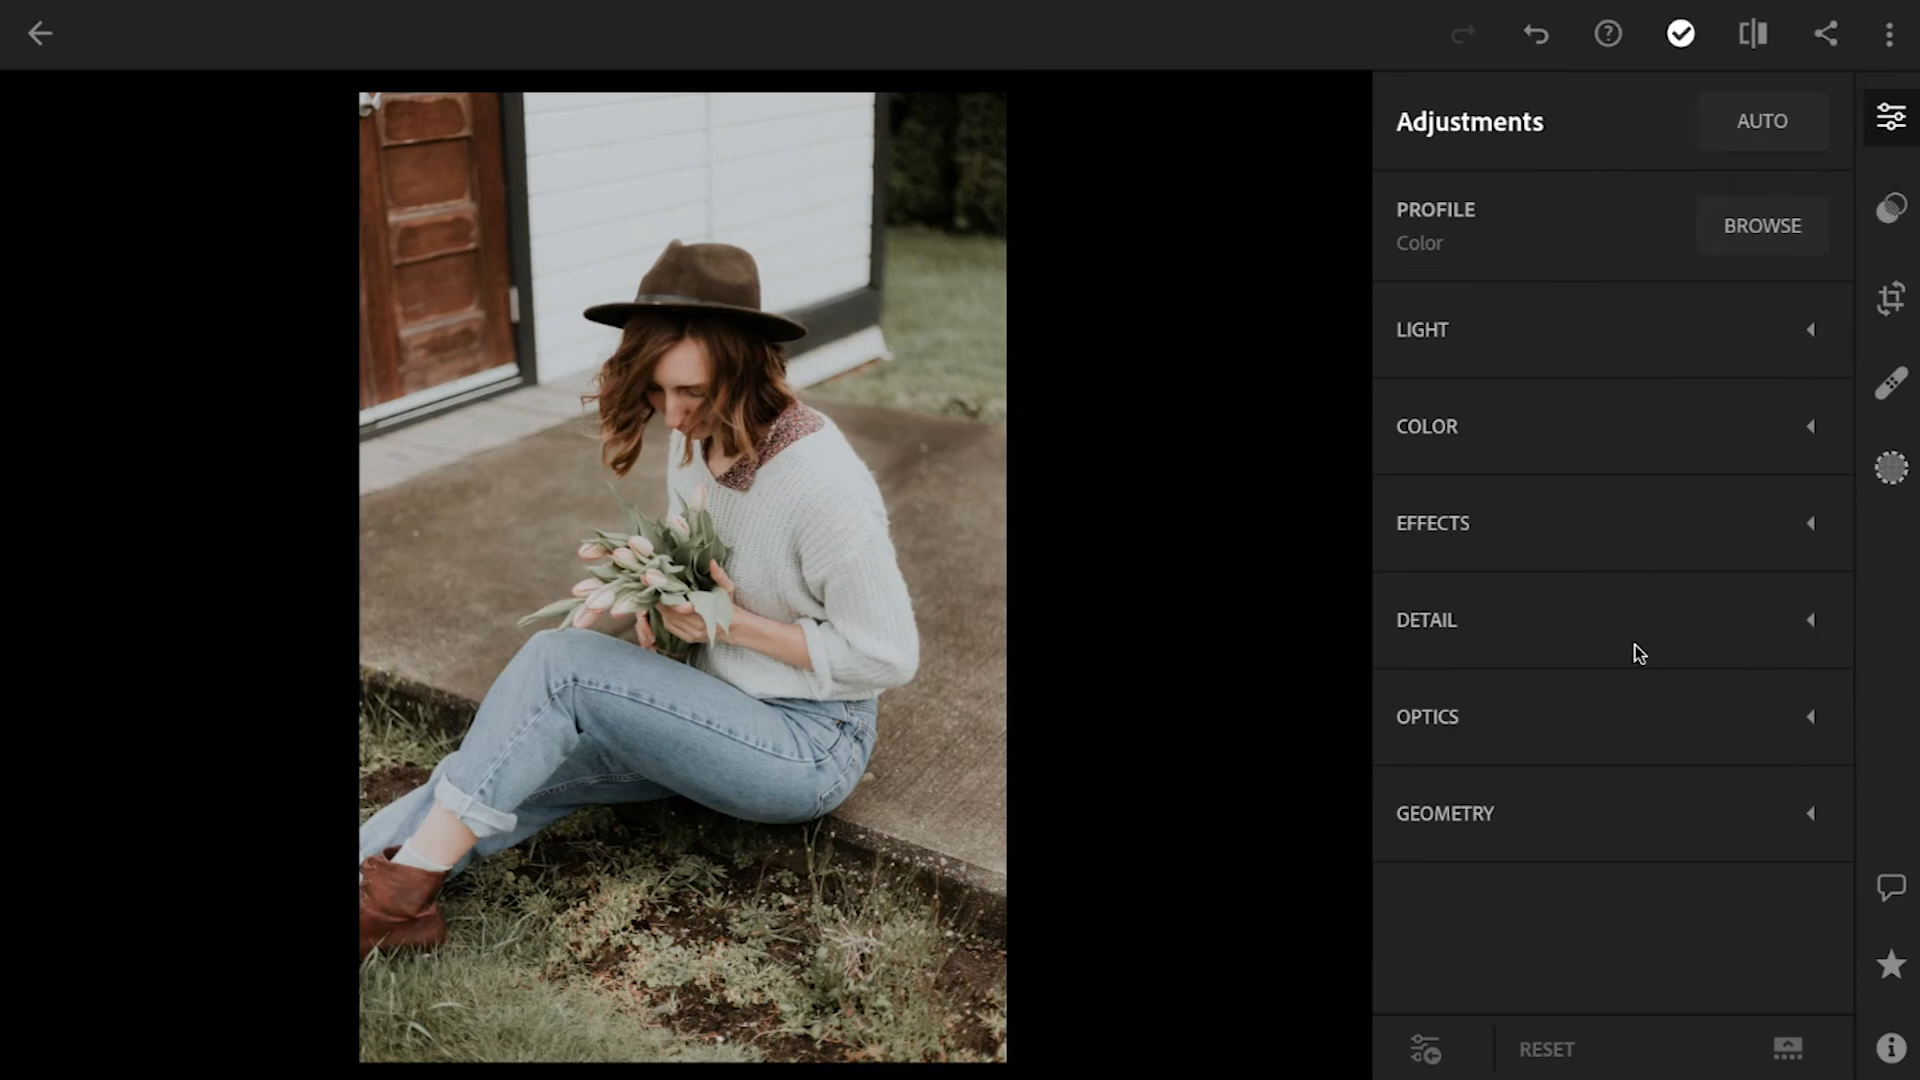 Adjustments
AUTO
PROFILE
Color
BROWSE
LIGHT
COLOR
EFFECTS
DETAIL
OPTICS
GEOMETRY
RESET